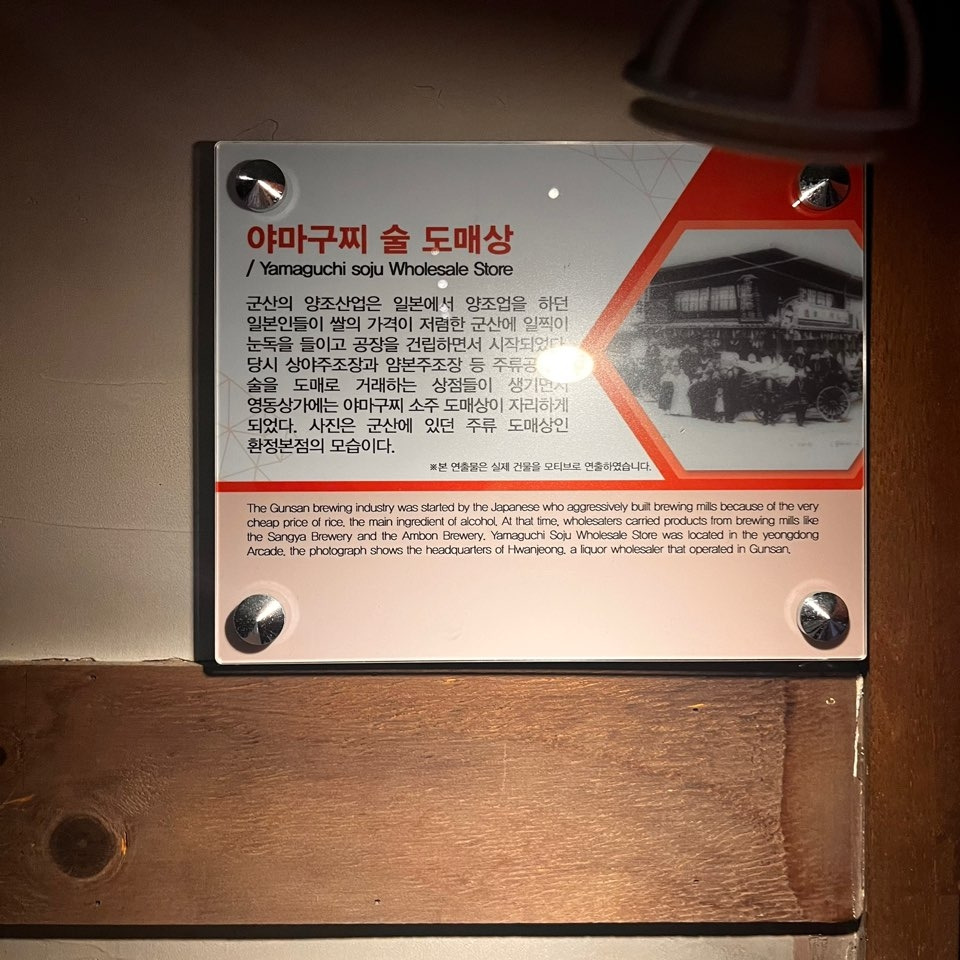 야마구찌 술 도매상
/ Yamaguchi soju Wholesale Store
군산의 양조산업은 일본에서 양조업을 하던
일본인들이 쌀의 가격이 저렴한 군산에 일찍이
눈독을 들이고 공장을 건립하면서 시작되었다.
당시 상야주조장과 암본주조장 등
술을 도매로 거래하는 상점들이 생기면서
영동상가에는 야마구찌 소주 도매상이 자리하게
되었다. 사진은 군산에 있던 주류 도매상인
환정본점의 모습이다.
※본 연출물은 실제 건물을 모티브로 연출하였습니다.
The Gunsan brewing industry was started by the Japanese who aggressively built brewing mills because of the very
cheap price of rice, the main ingredient of alcohol. At that time, wholesalers carried products from brewing mills like
the Sangya Brewery and the Ambon Brewery. Yamaguchi Soju Wholesale Store was located in the yeongdong
Arcade, the photograph shows the headquarters of Hwanjeong, a liquor wholesaler that operated in Gunsan.